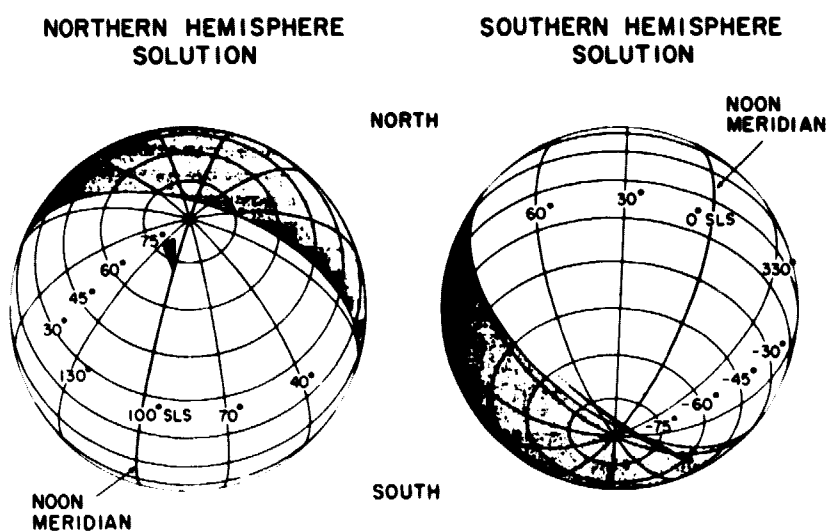 NORTHERN HEMISPHERE
SOLUTION
SOUTHERN HEMISPHERE
SOLUTION
NORTH
NOON
MERIDIAN
75°
60°
45°
30°
130°
100° SLS
70°
40°
NOON
MERIDIAN
60°
30°
0° SLS
330°
-30°
-45°
-60°
-75°
SOUTH